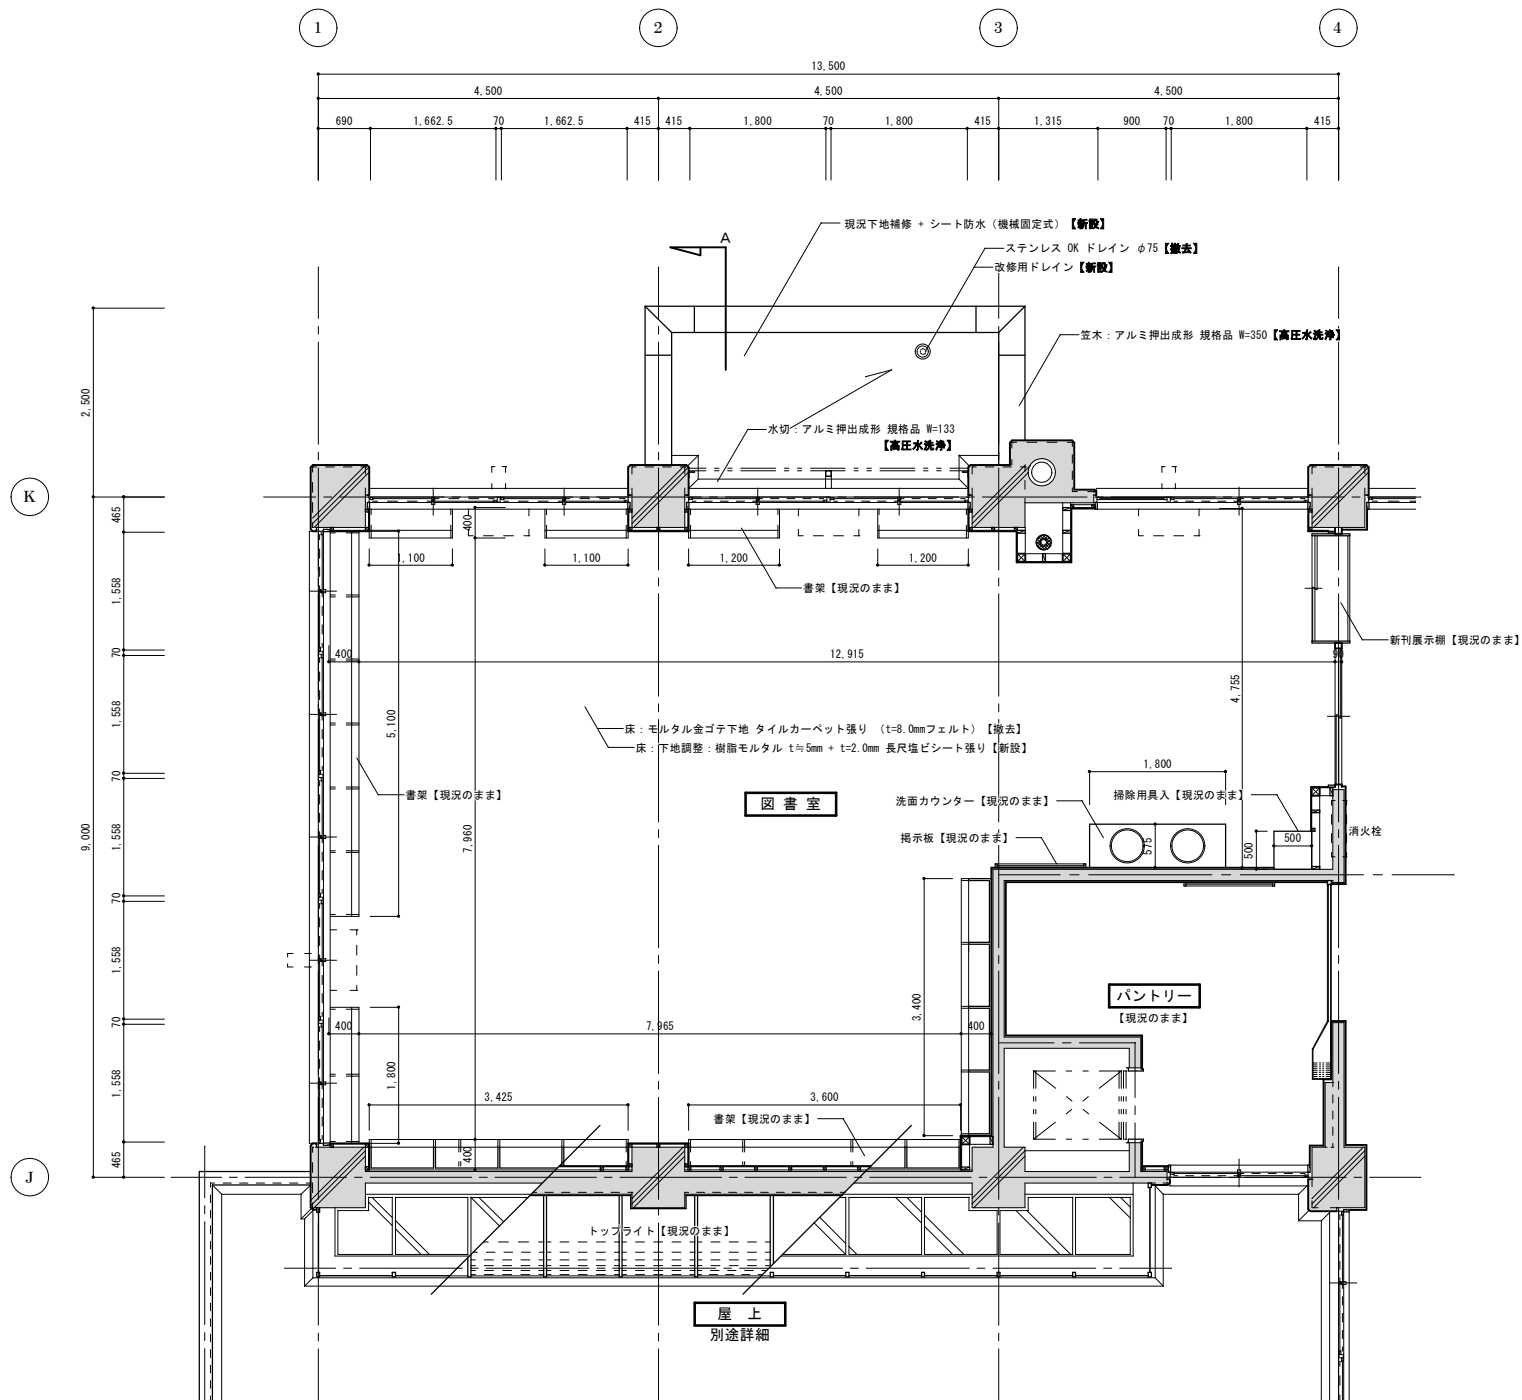 1
2
3
4
13,500
4,500
4,500
4,500
690
1,662.5
70
1,662.5
415
415
1,800
70
1,800
415
1,315
900
70
1,800
415
現況下地補修 + シート防水（機械固定式）【新設】
A
ステンレス OK ドレイン φ75【撤去】
改修用ドレイン【新設】
笠木：アルミ押出成形 規格品 W=350【高圧水洗浄】
2,500
水切：アルミ押出成形 規格品 W=133
【高圧水洗浄】
K
465
400
1,100
1,100
1,200
1,200
N
書架【現況のまま】
1,558
新刊展示棚【現況のまま】
70
400
12,915
90
4,755
1,558
5,100
床：モルタル金ゴテ下地 タイルカーペット張り （t=8.0mmフェルト）【撤去】
床：下地調整：樹脂モルタル t≒5mm + t=2.0mm 長尺塩ビシート張り【新設】
1,800
70
書架【現況のまま】
図 書 室
洗面カウンター【現況のまま】
掃除用具入【現況のまま】
9,000
1,558
7,960
掲示板【現況のまま】
575
500
500
消火栓
70
1,558
3,400
パントリー
【現況のまま】
70
400
7,965
400
1,558
1,800
3,425
3,600
書架【現況のまま】
465
400
J
トップライト【現況のまま】
屋 上
別途詳細